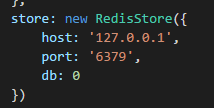 },
store: new RedisStore({
host: '127.0.0.1',
port: '6379',
db: 0
})